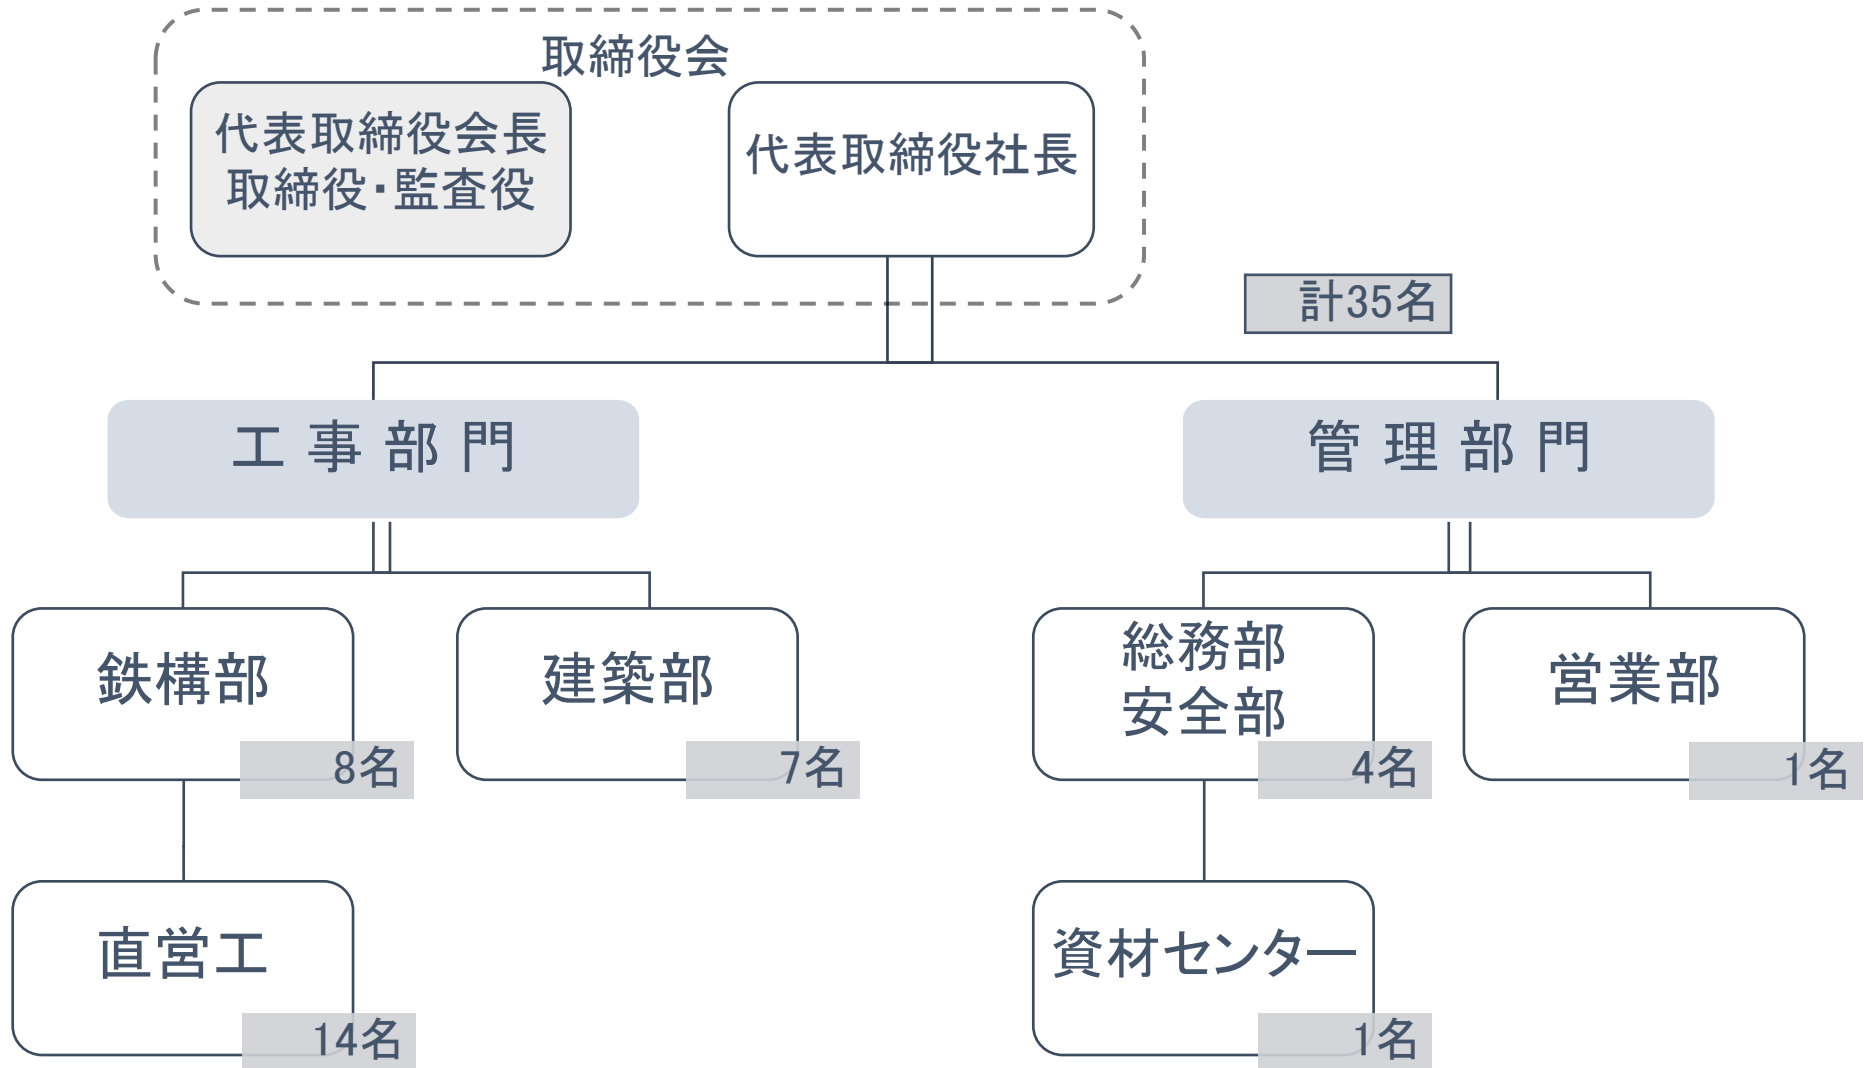 取締役会
代表取締役会長
取締役・監査役
代表取締役社長
計35名
工事部門
管理部門
鉄構部
8名
建築部
7名
総務部
安全部
4名
営業部
1名
直営工
14名
資材センター
1名